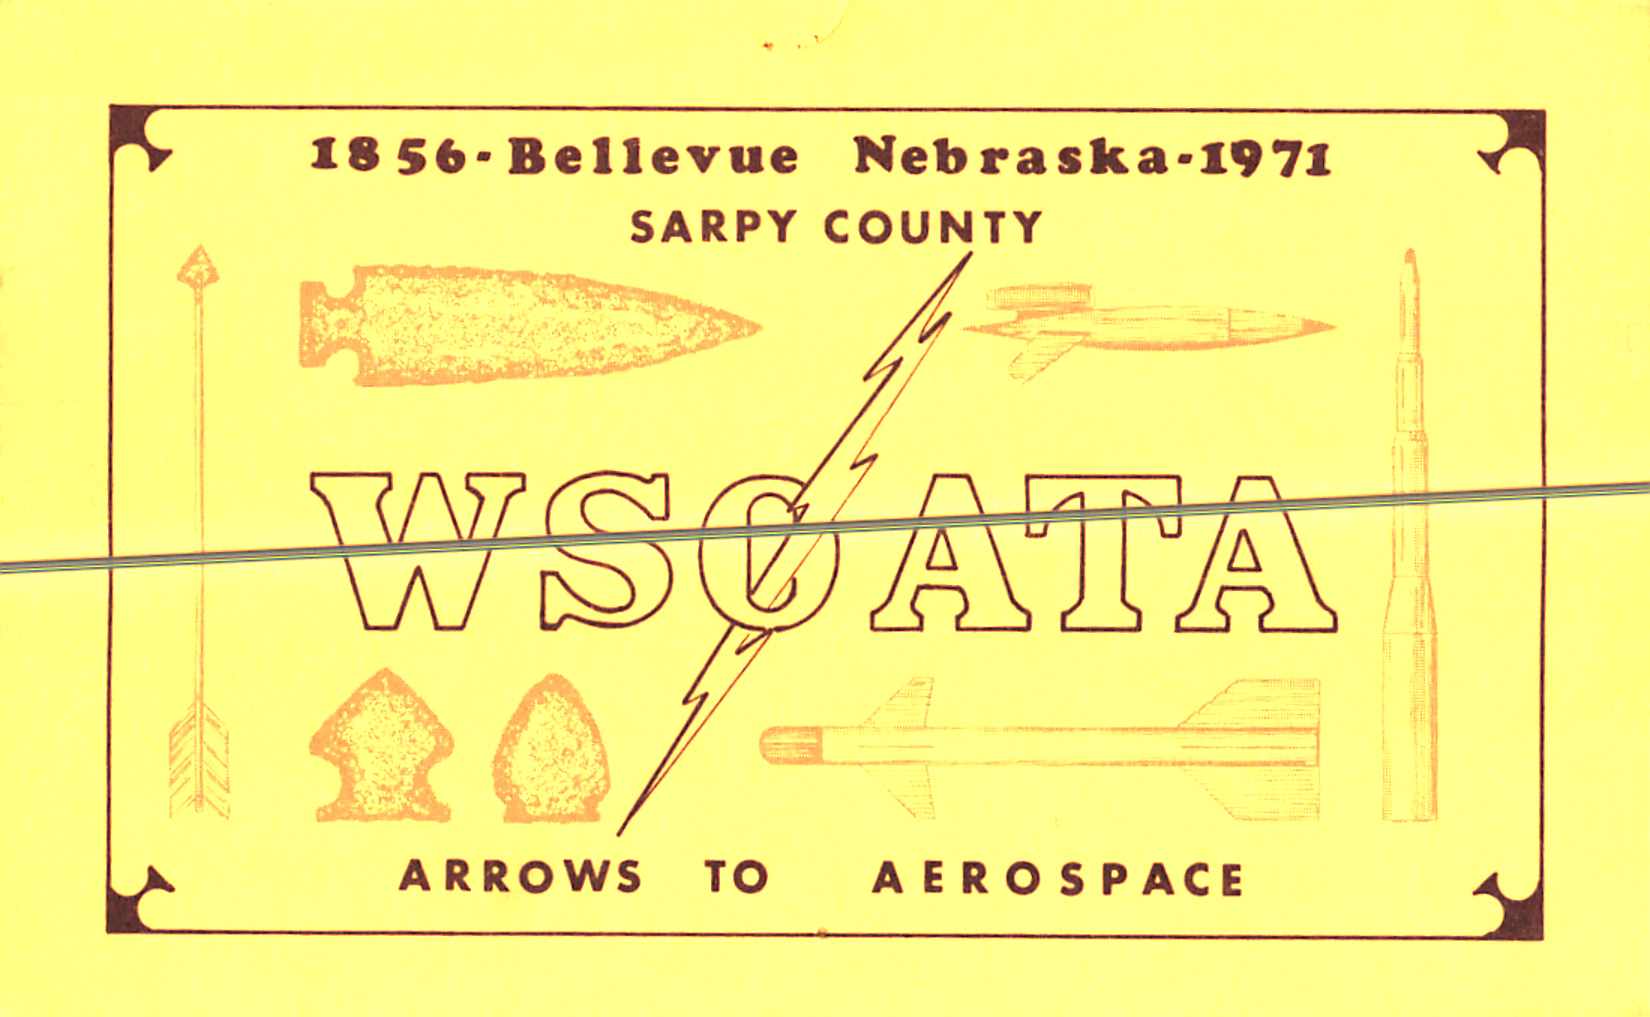 1856-Bellevue Nebraska-1971
SARPY COUNTY
WSØATA
ARROWS TO AEROSPACE